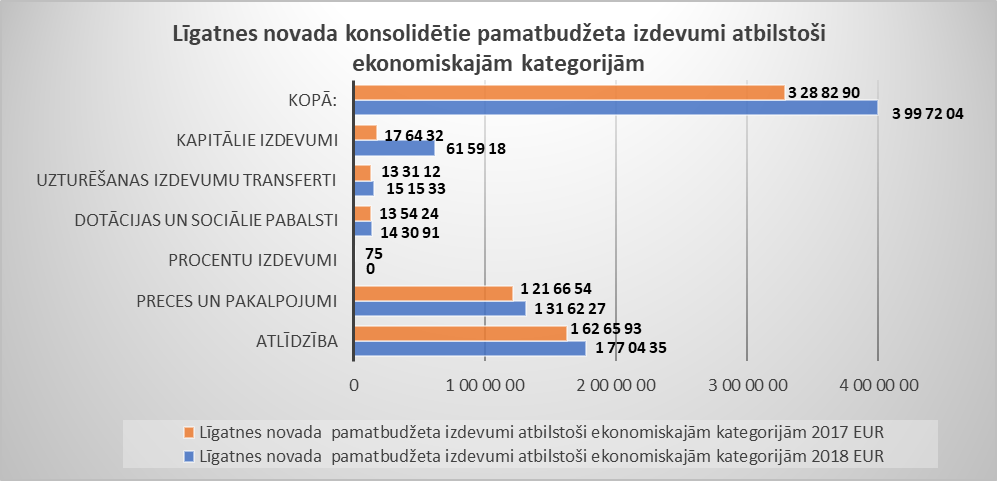 Līgatnes novada konsolidētie pamatbudžeta izdevumi atbilstoši
ekonomiskajām kategorijām
KOPĀ:
3 28 82 90
3 99 72 04
KAPITĀLIE IZDEVUMI
17 64 32
61 59 18
UZTURĒŠANAS IZDEVUMU TRANSFERTI
13 31 12
15 15 33
DOTĀCIJAS UN SOCIĀLIE PABALSTI
13 54 24
14 30 91
PROCENTU IZDEVUMI
75
0
PRECES UN PAKALPOJUMI
1 21 66 54
1 31 62 27
ATLĪDZĪBA
1 62 65 93
1 77 04 35
0 1 00 00 00 2 00 00 00 3 00 00 00 4 00 00 00
Līgatnes novada pamatbudžeta izdevumi atbilstoši ekonomiskajām kategorijām 2017 EUR
Līgatnes novada pamatbudžeta izdevumi atbilstoši ekonomiskajām kategorijām 2018 EUR